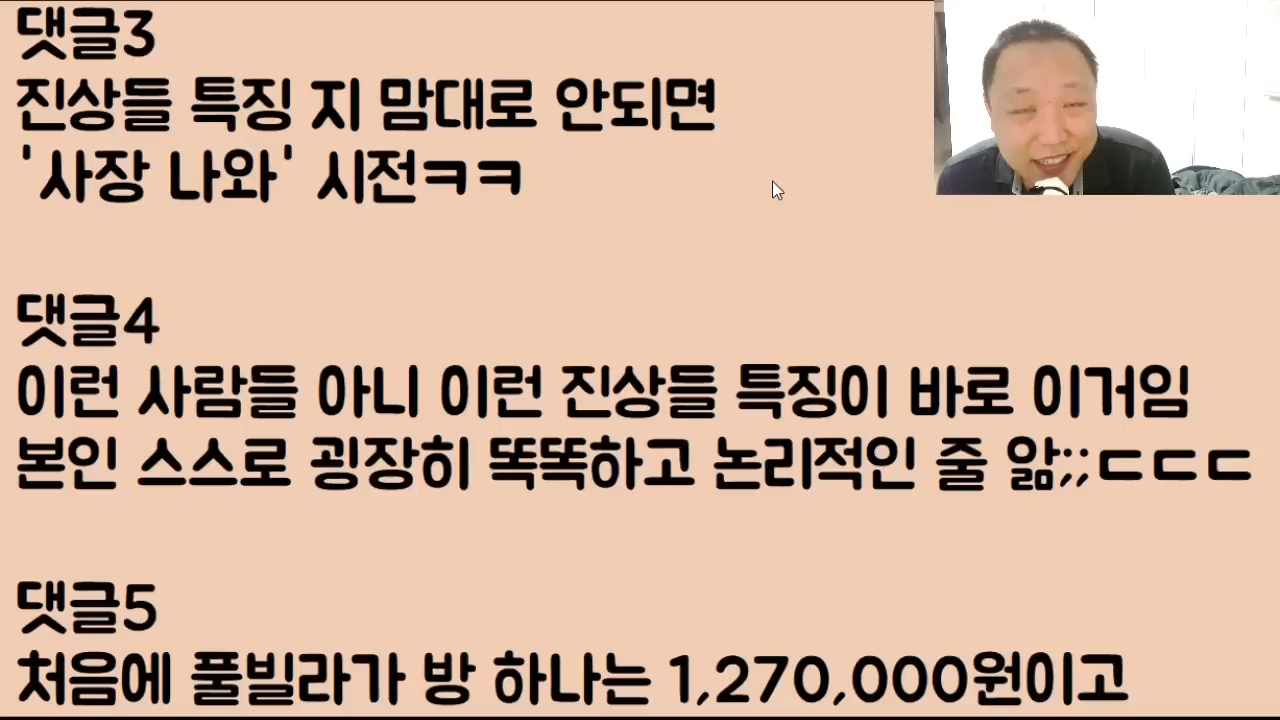 댓글3
진상들 특징 지 맘대로 안되면
'사장 나와' 시전ㅋㅋ
댓글4
이런 사람들 아니 이런 진상들 특징이 바로 이거임
본인 스스로 굉장히 똑똑하고 논리적인 줄 앎;;ㄷㄷㄷ
댓글5
처음에 풀빌라가 방 하나는 1,270,000원이고